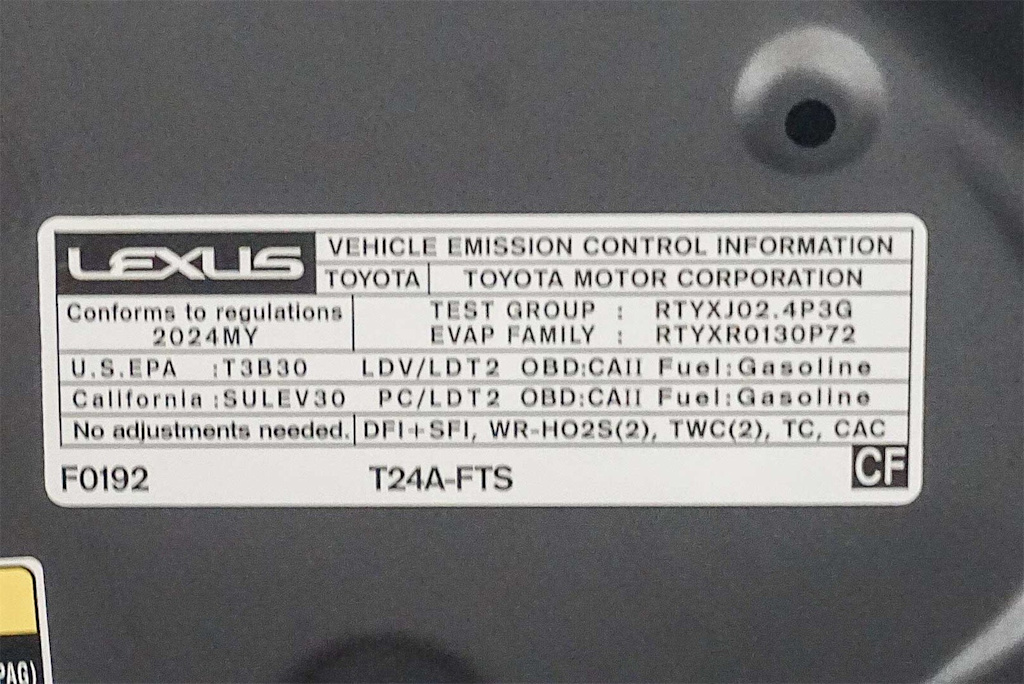 LEXUS
VEHICLE EMISSION CONTROL INFORMATION
TOYOTA TOYOTA MOTOR CORPORATION
Conforms to regulations
2024MY
TEST GROUP : RTYXJ02.4P3G
EVAP FAMILY : RTYXR0130P72
U.S.EPA :T3B30 LDV/LDT2 OBD:CAII Fuel:Gasoline
California :SULEV30 PC/LDT2 OBD:CAII Fuel:Gasoline
No adjustments needed. DFI+SFI, WR-HO2S(2), TWC(2), TC, CAC
F0192 T24A-FTS CF
PAG)